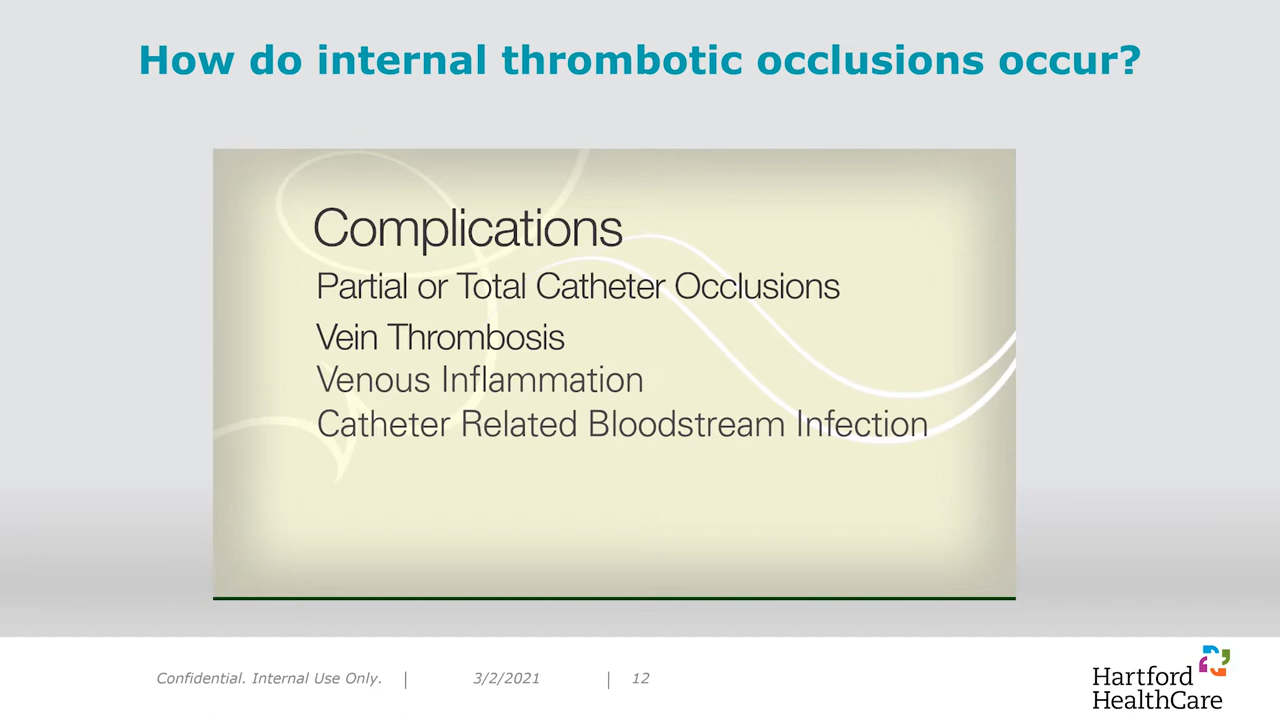 How do internal thrombotic occlusions occur?
Complications
Partial or Total Catheter Occlusions
Vein Thrombosis
Venous Inflammation
Catheter Related Bloodstream Infection
Confidential. Internal Use Only. | 3/2/2021 | 12
Hartford
HealthCare